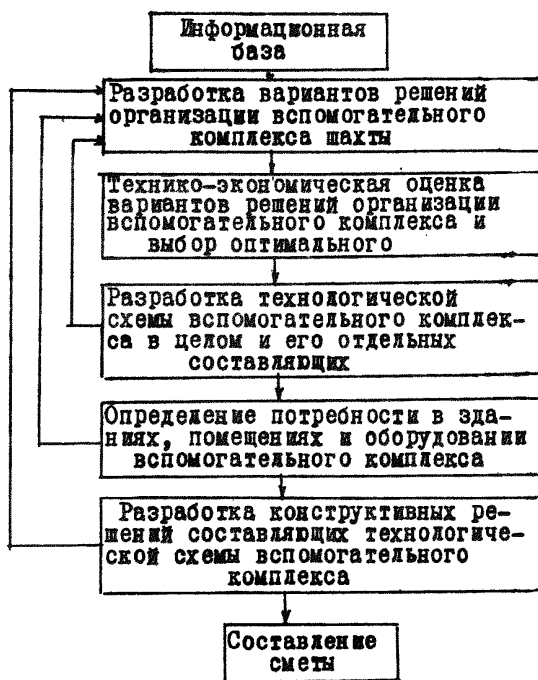 Информационная
база
Разработка вариантов решений
организации вспомогательного
комплекса шахты
Технико-экономическая оценка
вариантов решений организации
вспомогательного комплекса и
выбор оптимального
Разработка технологической
схемы вспомогательного комплек-
са в целом и его отдельных
составляющих
Определение потребности в зда-
ниях, помещениях и оборудовании
вспомогательного комплекса
Разработка конструктивных ре-
шений составляющих технологиче-
ской схемы вспомогательного
комплекса
Составление
сметы